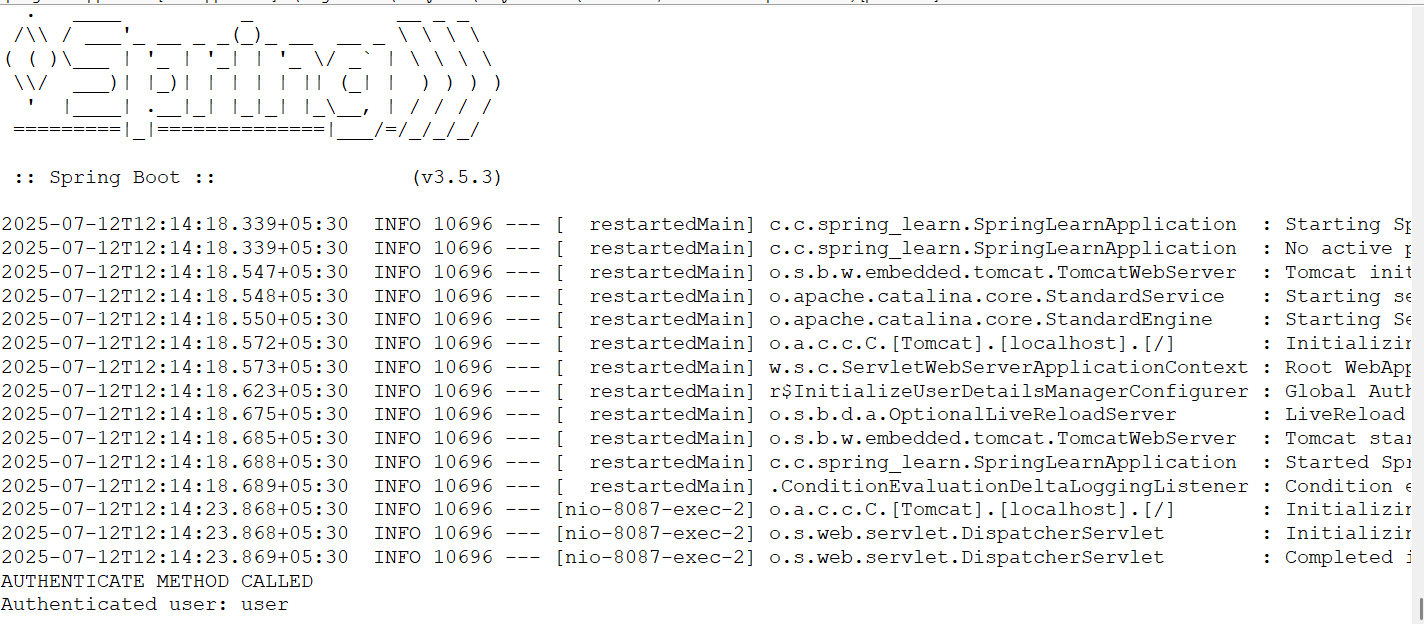 .   ____          _            __ _ _
 /\\ / ___'_ __ _ _(_)_ __  __ _ \ \ \ \
( ( )\___ | '_ | '_| | '_ \/ _` | \ \ \ \
 \\/  ___)| |_)| | | | | || (_| |  ) ) ) )
  '  |____| .__|_| |_|_| |_\__, | / / / /
 =========|_|==============|___/=/_/_/_/
 :: Spring Boot ::                (v3.5.3)
2025-07-12T12:14:18.339+05:30  INFO 10696 --- [  restartedMain] c.c.spring_learn.SpringLearnApplication  : Starting Sp
2025-07-12T12:14:18.339+05:30  INFO 10696 --- [  restartedMain] c.c.spring_learn.SpringLearnApplication  : No active p
2025-07-12T12:14:18.547+05:30  INFO 10696 --- [  restartedMain] o.s.b.w.embedded.tomcat.TomcatWebServer  : Tomcat init
2025-07-12T12:14:18.548+05:30  INFO 10696 --- [  restartedMain] o.apache.catalina.core.StandardService   : Starting se
2025-07-12T12:14:18.550+05:30  INFO 10696 --- [  restartedMain] o.apache.catalina.core.StandardEngine    : Starting Se
2025-07-12T12:14:18.572+05:30  INFO 10696 --- [  restartedMain] o.a.c.c.C.[Tomcat].[localhost].[/]       : Initializin
2025-07-12T12:14:18.573+05:30  INFO 10696 --- [  restartedMain] w.s.c.ServletWebServerApplicationContext : Root WebApp
2025-07-12T12:14:18.623+05:30  INFO 10696 --- [  restartedMain] r$InitializeUserDetailsManagerConfigurer : Global Auth
2025-07-12T12:14:18.675+05:30  INFO 10696 --- [  restartedMain] o.s.b.d.a.OptionalLiveReloadServer       : LiveReload
2025-07-12T12:14:18.685+05:30  INFO 10696 --- [  restartedMain] o.s.b.w.embedded.tomcat.TomcatWebServer  : Tomcat star
2025-07-12T12:14:18.688+05:30  INFO 10696 --- [  restartedMain] c.c.spring_learn.SpringLearnApplication  : Started Spr
2025-07-12T12:14:18.689+05:30  INFO 10696 --- [  restartedMain] .ConditionEvaluationDeltaLoggingListener : Condition e
2025-07-12T12:14:23.868+05:30  INFO 10696 --- [nio-8087-exec-2] o.a.c.c.C.[Tomcat].[localhost].[/]       : Initializin
2025-07-12T12:14:23.868+05:30  INFO 10696 --- [nio-8087-exec-2] o.s.web.servlet.DispatcherServlet        : Initializin
2025-07-12T12:14:23.869+05:30  INFO 10696 --- [nio-8087-exec-2] o.s.web.servlet.DispatcherServlet        : Completed i
AUTHENTICATE METHOD CALLED
Authenticated user: user